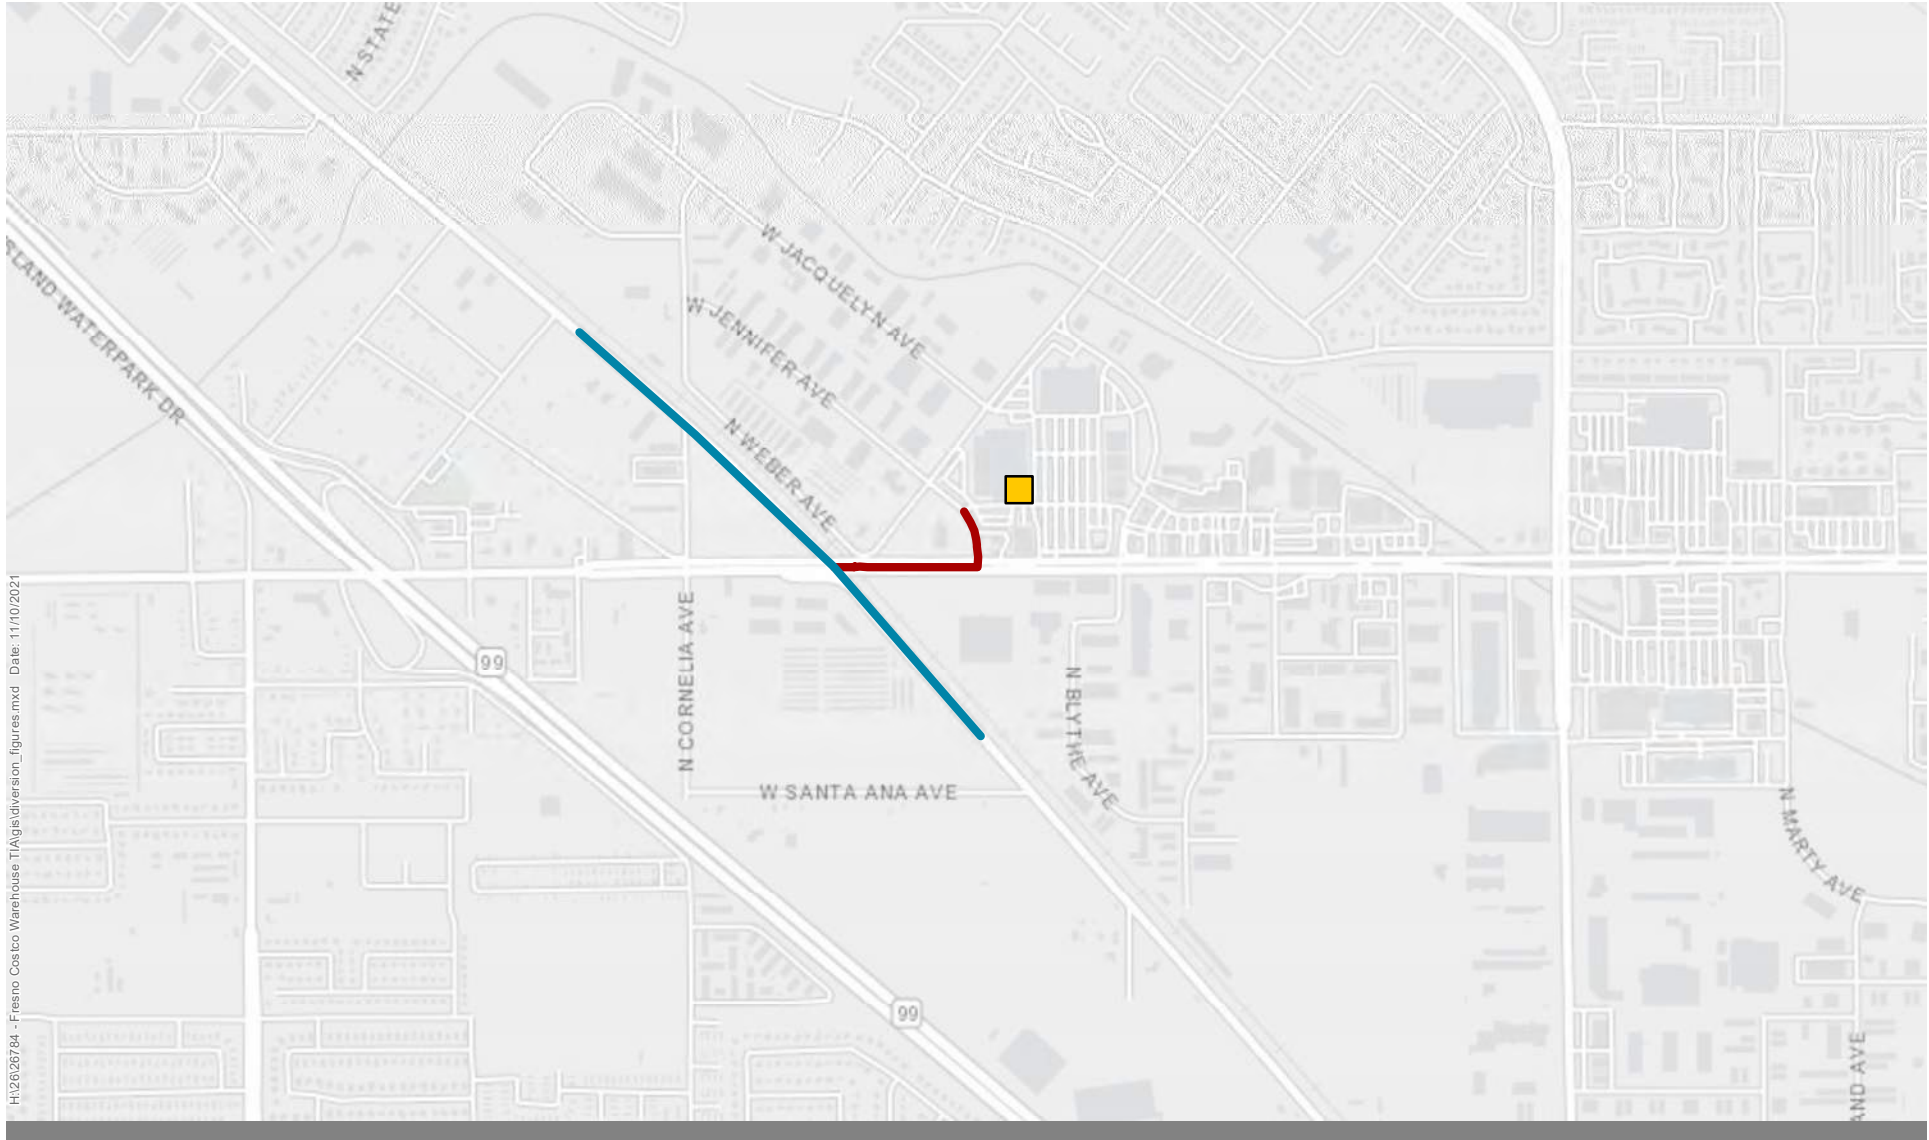 N STATE
RLAND WATERPARK DR
W JACQUELYN AVE
W JENNIFER AVE
N WEBER AVE
99
N CORNELIA AVE
N BLYTHE AVE
W SANTA ANA AVE
N MARTY AVE
99
AND AVE
H:\26\26784 - Fresno Costco Warehouse TIA\gis\diversion_figures.mxd Date: 11/10/2021